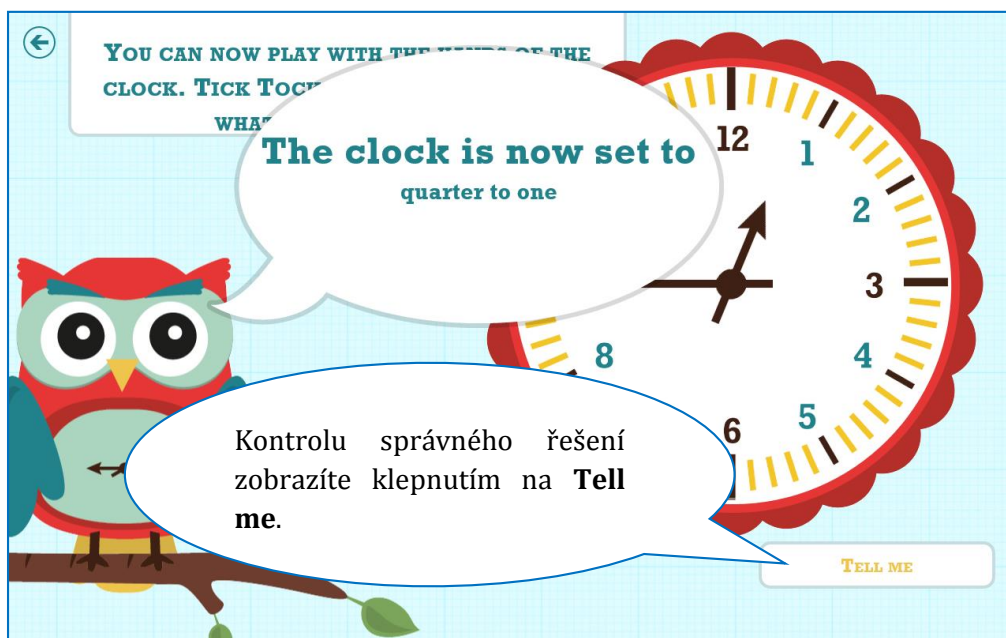 YOU CAN NOW PLAY WITH THE HANDS OF THE
CLOCK. TICK TOCK
WHAT
The clock is now set to
quarter to one
12
1
2
3
4
5
6
8
Kontrolu správného řešení
zobrazíte klepnutím na Tell
me.
TELL ME